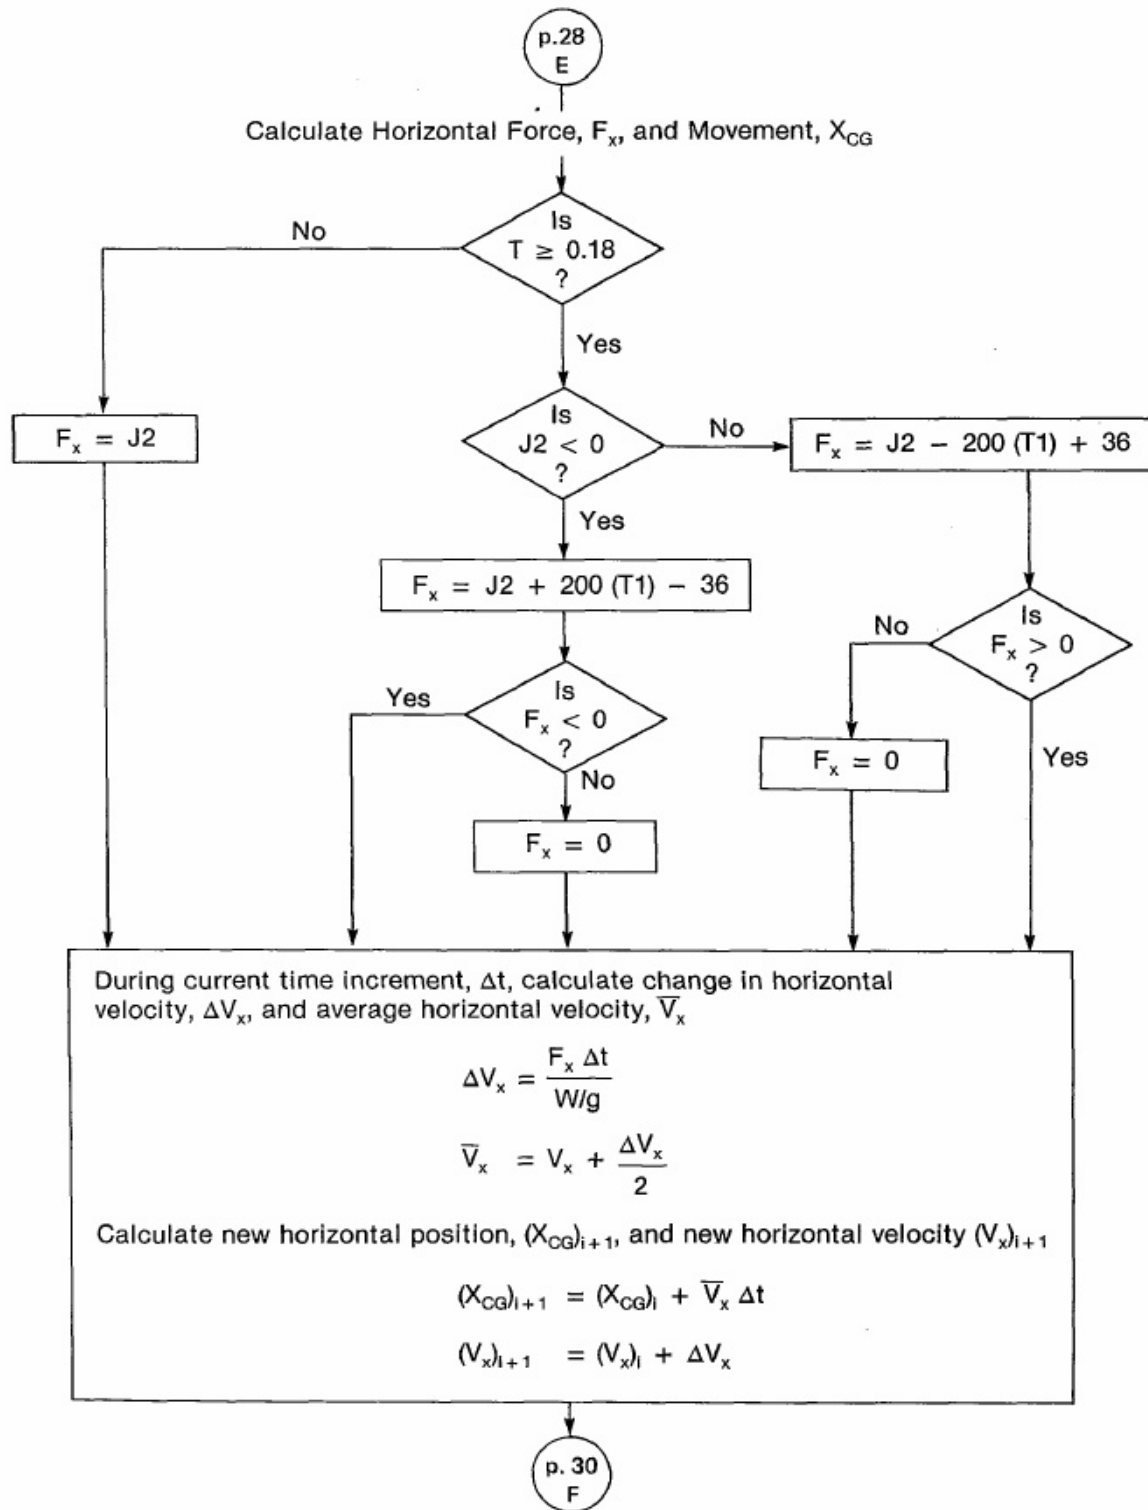 p.28
E
Calculate Horizontal Force, Fₓ, and Movement, X_CG
No
Is
T ≥ 0.18
?
Yes
Fₓ = J2
Is
J2 < 0
?
No
Fₓ = J2 − 200 (T1) + 36
Yes
Fₓ = J2 + 200 (T1) − 36
Is
Fₓ > 0
?
No
Yes
Is
Fₓ < 0
?
Yes
No
Fₓ = 0
Fₓ = 0
During current time increment, Δt, calculate change in horizontal
velocity, ΔVₓ, and average horizontal velocity, V̅ₓ
ΔVₓ = Fₓ Δt / W/g
V̅ₓ = Vₓ + ΔVₓ / 2
Calculate new horizontal position, (X_CG)ᵢ₊₁, and new horizontal velocity (Vₓ)ᵢ₊₁
(X_CG)ᵢ₊₁ = (X_CG)ᵢ + V̅ₓ Δt
(Vₓ)ᵢ₊₁ = (Vₓ)ᵢ + ΔVₓ
p. 30
F